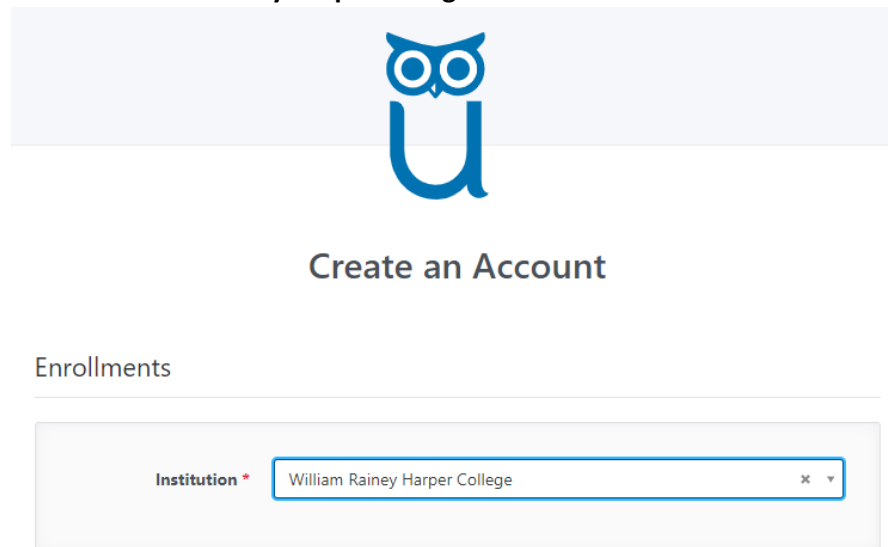 Create an Account
Enrollments
Institution * William Rainey Harper College × ▾